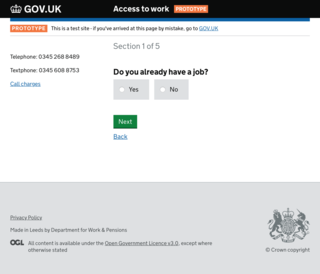 GOV.UK
Access to work PROTOTYPE
PROTOTYPE This is a test site - if you've arrived at this page by mistake, go to GOV.UK
Telephone: 0345 268 8489
Textphone: 0345 608 8753
Call charges
Section 1 of 5
Do you already have a job?
Yes
No
Next
Back
Privacy Policy
Made in Leeds by Department for Work & Pensions
OGL All content is available under the Open Government Licence v3.0, except where
otherwise stated
© Crown copyright